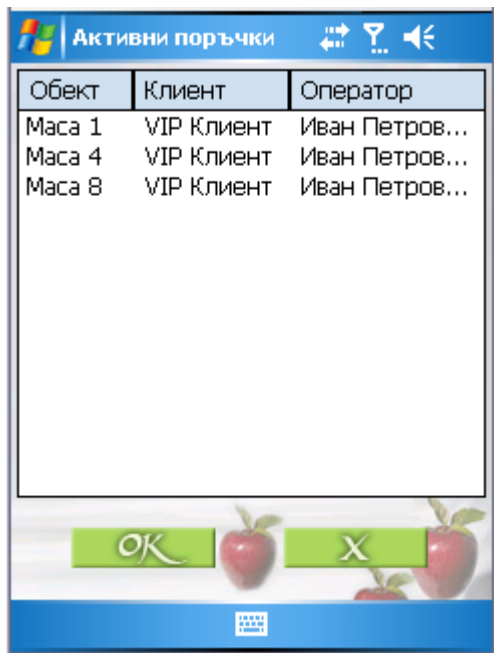 Активни поръчки
Обект Клиент Оператор
Маса 1 VIP Клиент Иван Петров...
Маса 4 VIP Клиент Иван Петров...
Маса 8 VIP Клиент Иван Петров...
OK X